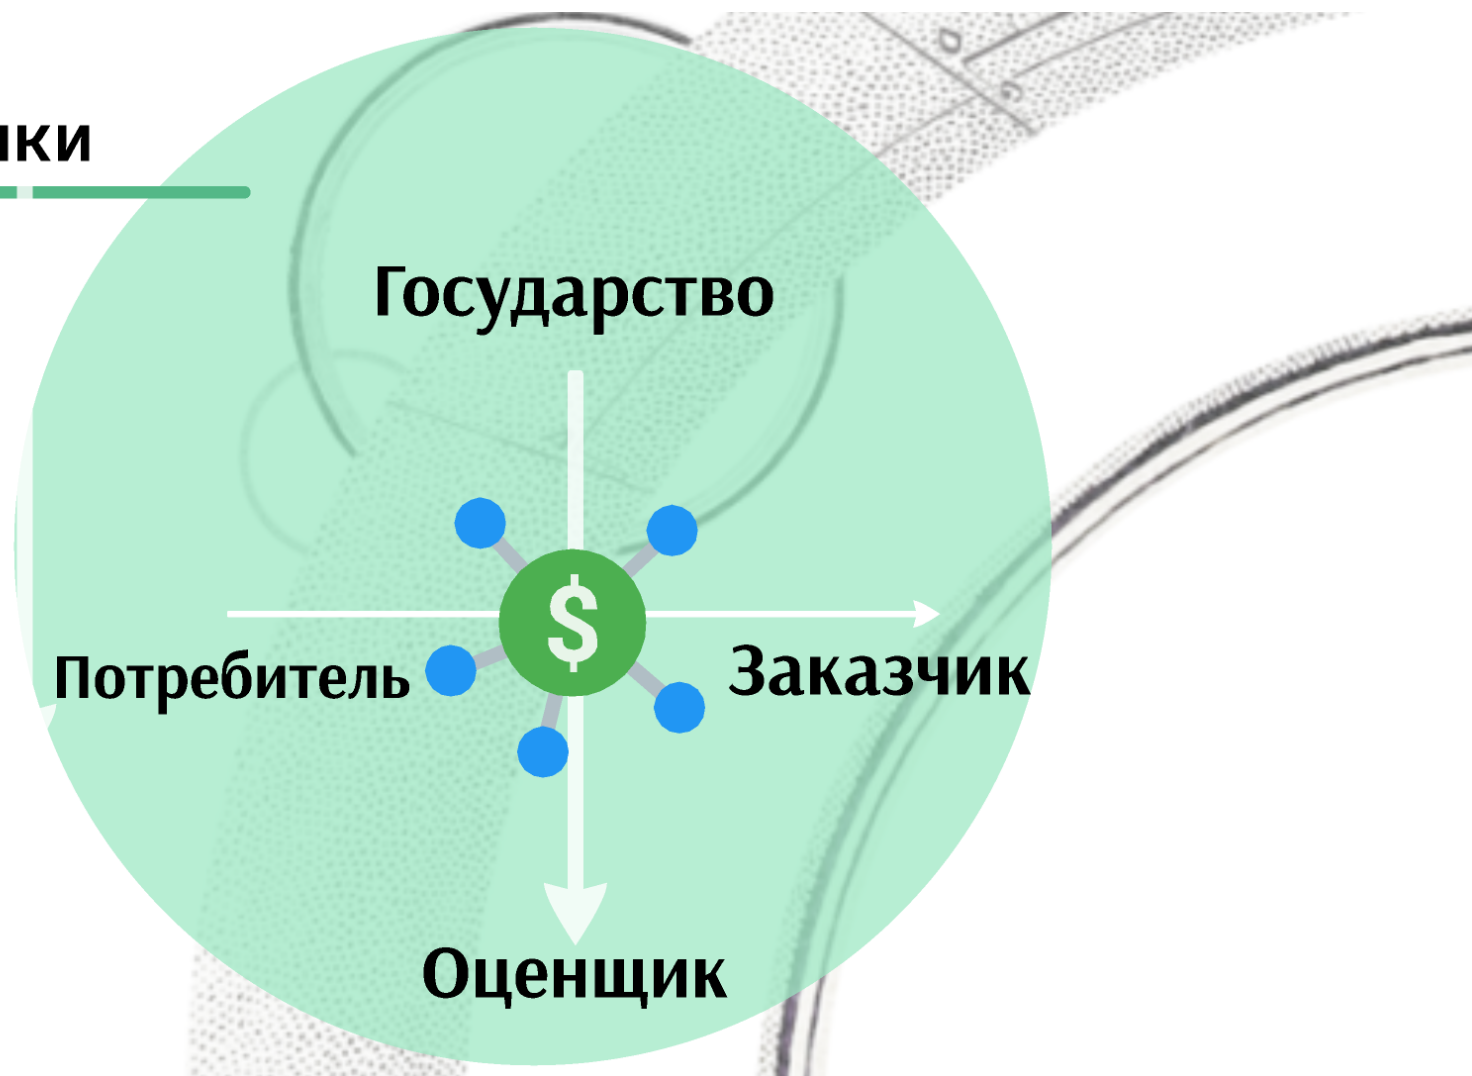 ики
Государство
$
Потребитель
Заказчик
Оценщик